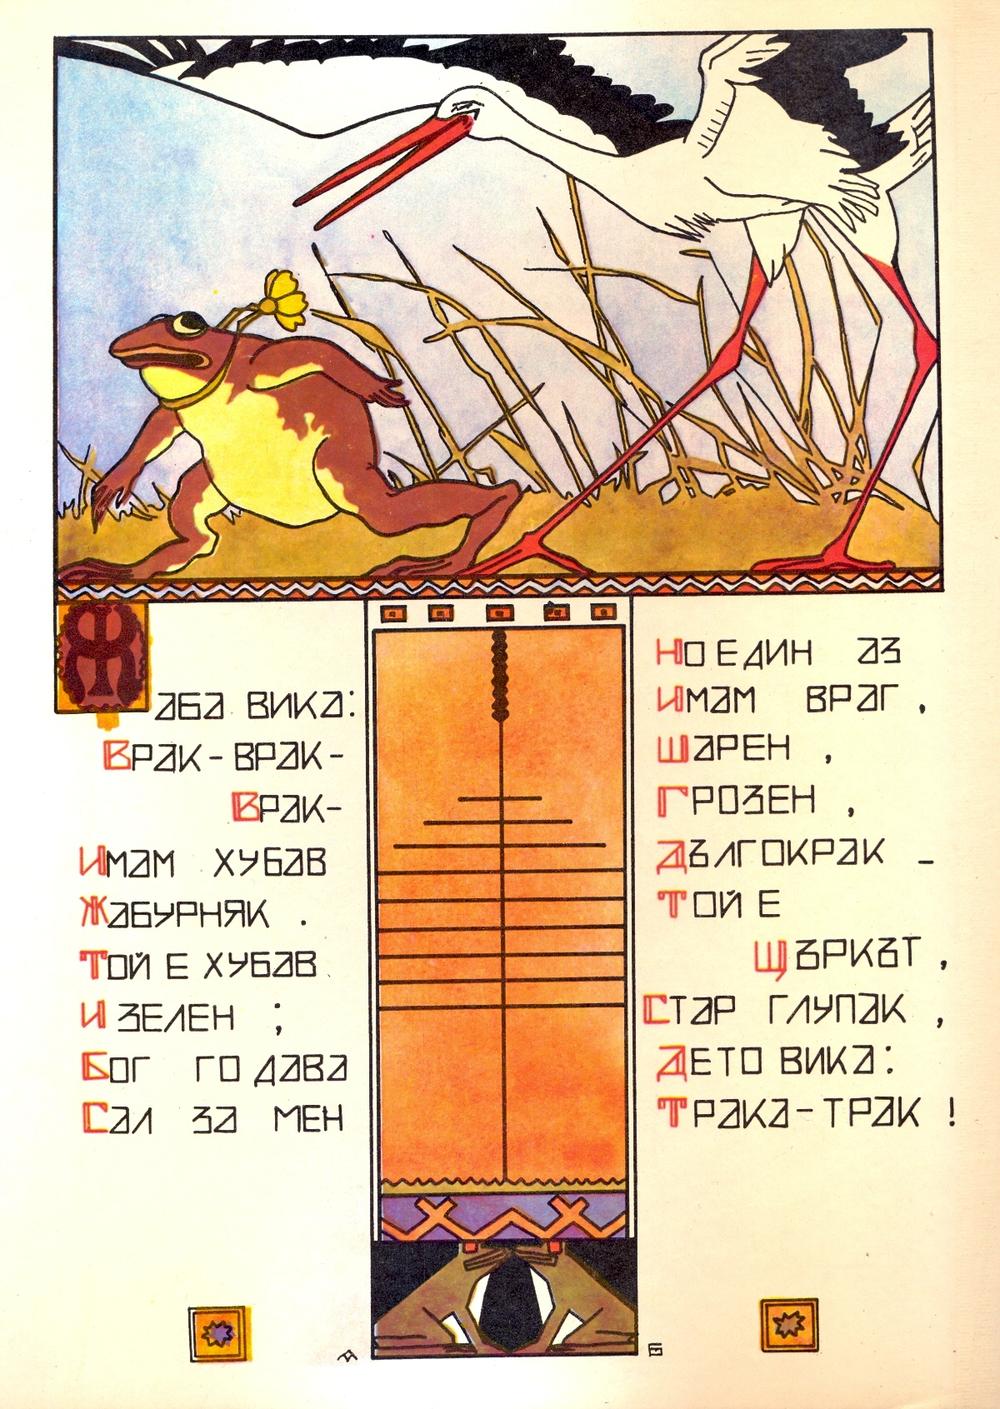 Жаба вика:
Врак-врак-
Врак-
Имам хубав
Жабурняк.
Той е хубав
И зелен;
Бог го дава
Сал за мен
Но един аз
Имам враг,
Шарен,
Грозен,
Дългокрак –
Той е
Щъркът,
Стар глупак,
Дето вика:
Трака-трак!
А Б